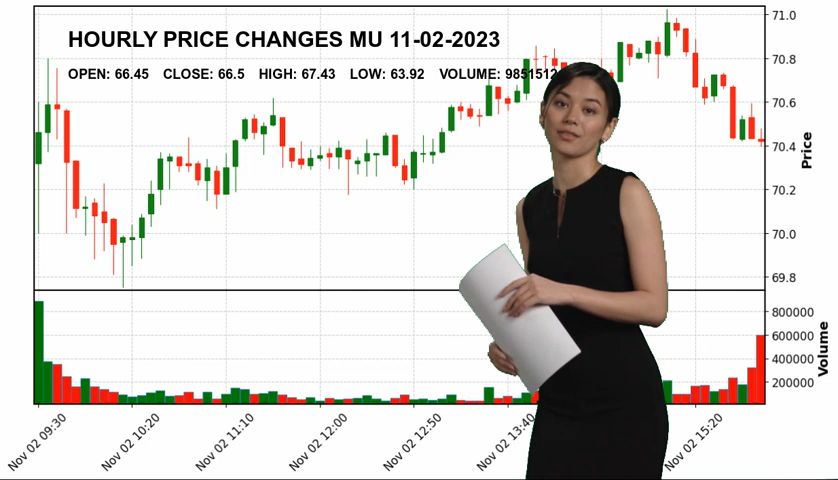 HOURLY PRICE CHANGES MU 11-02-2023
OPEN: 66.45 CLOSE: 66.5 HIGH: 67.43 LOW: 63.92 VOLUME: 9851512
71.0
70.8
70.6
70.4
70.2
70.0
69.8
Price
800000
600000
400000
200000
Volume
Nov 02 09:30
Nov 02 10:20
Nov 02 11:10
Nov 02 12:00
Nov 02 12:50
Nov 02 13:40
Nov 02 15:20